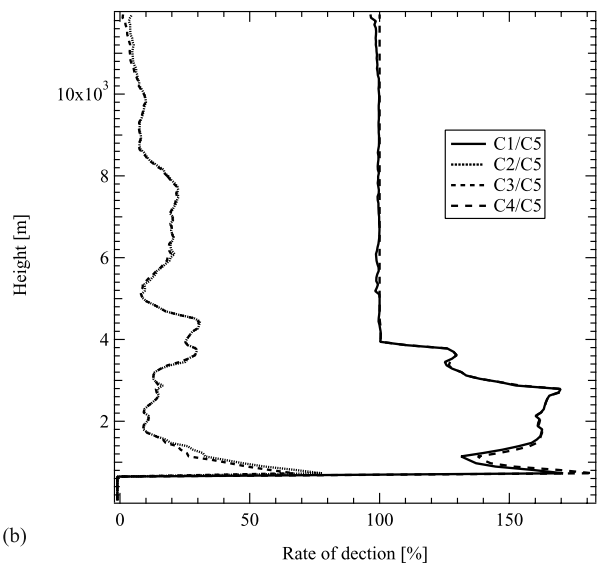 10x10³
8
6
4
2
Height [m]
C1/C5
C2/C5
C3/C5
C4/C5
0 50 100 150
(b)
Rate of dection [%]